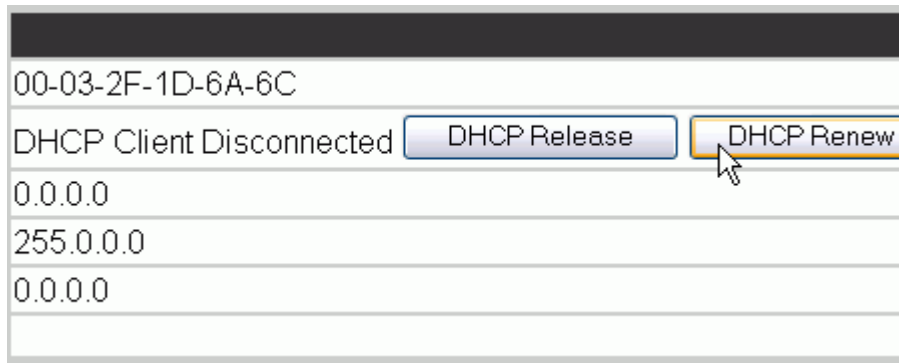 00-03-2F-1D-6A-6C
DHCP Client Disconnected DHCP Release DHCP Renew
0.0.0.0
255.0.0.0
0.0.0.0